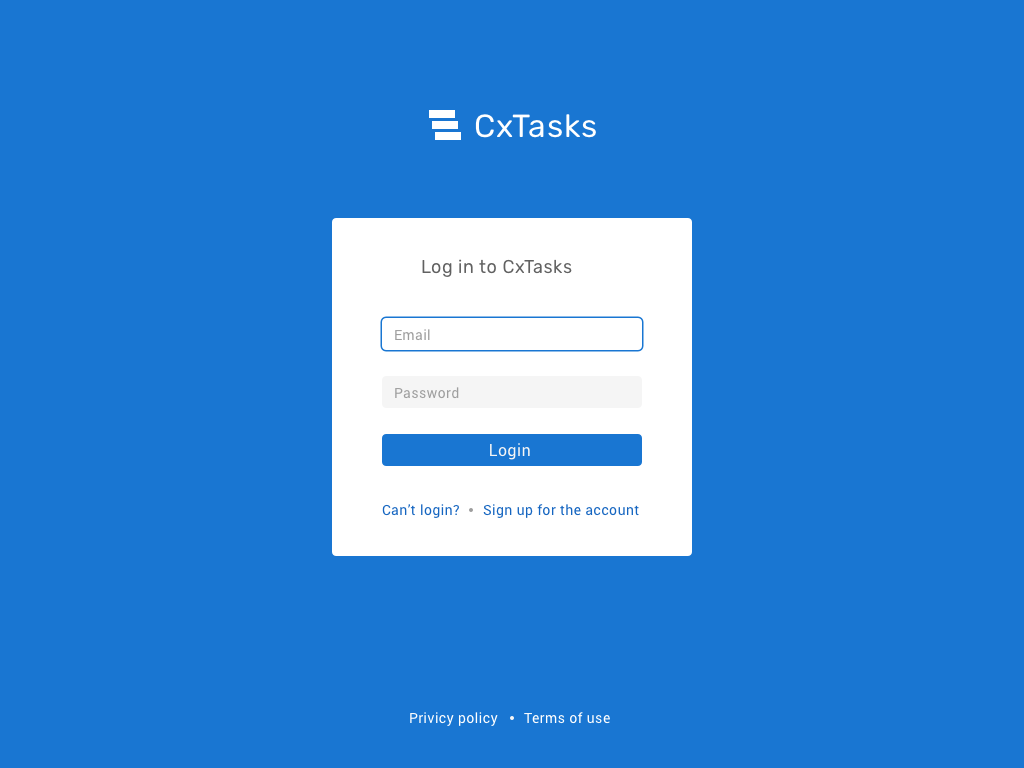 CxTasks
Log in to CxTasks
Email
Password
Login
Can't login? • Sign up for the account
Privicy policy • Terms of use